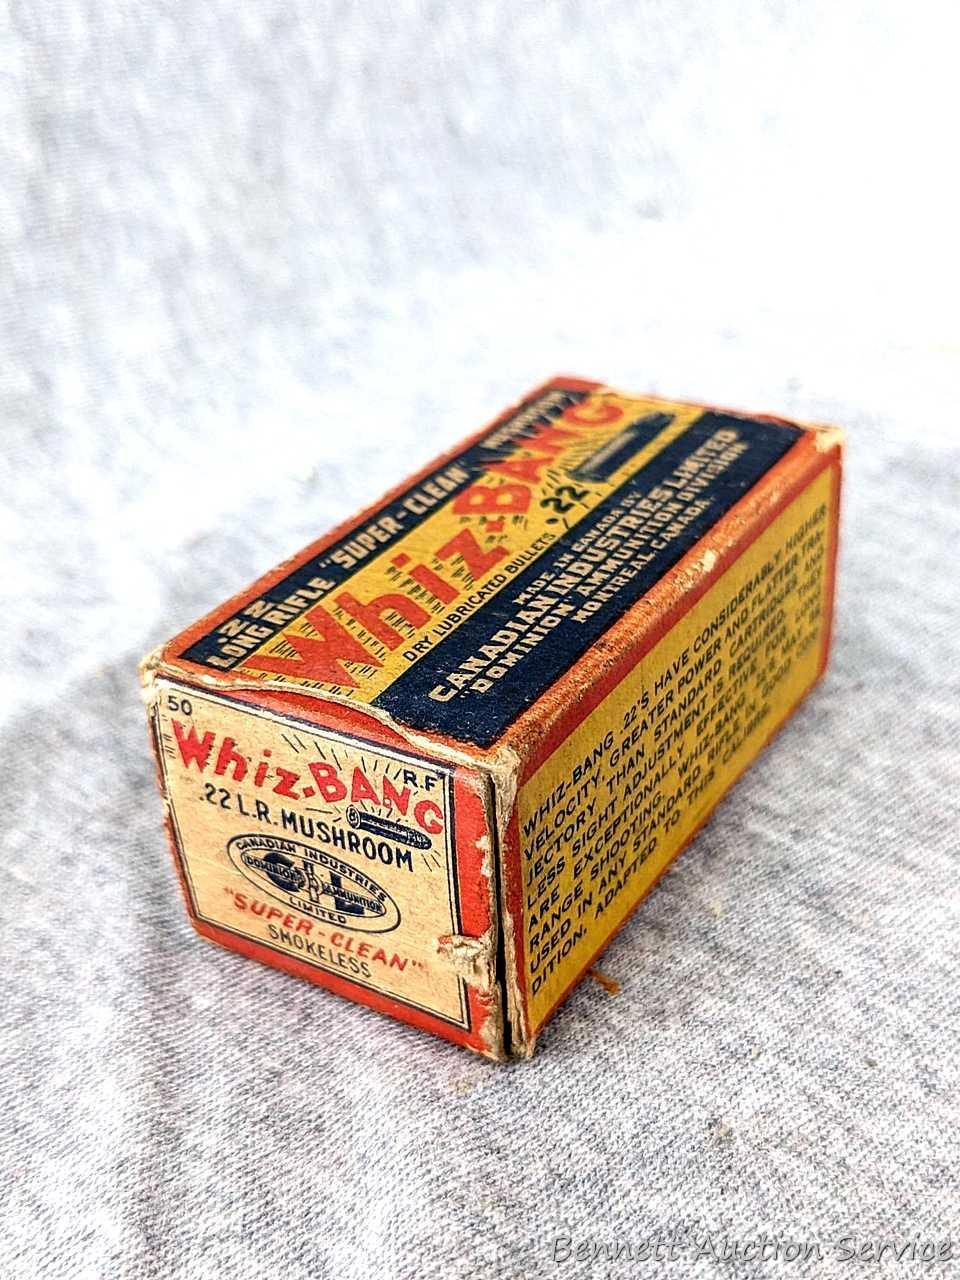 .22
LONG RIFLE "SUPER-CLEAN"
Whiz-BANG
DRY LUBRICATED BULLETS .22
MADE IN CANADA BY
CANADIAN INDUSTRIES LIMITED
"DOMINION" AMMUNITION DIVISION
MONTREAL, CANADA
50
Whiz-BANG
R.F
.22 L.R. MUSHROOM
CANADIAN INDUSTRIES
DOMINION AMMUNITION
CIL
LIMITED
"SUPER-CLEAN"
SMOKELESS
WHIZ-BANG .22'S HAVE CONSIDERABLY HIGHER
VELOCITY, GREATER POWER AND FLATTER TRA-
JECTORY THAN STANDARD CARTRIDGES, AND
LESS SIGHT ADJUSTMENT IS REQUIRED. THEY
ARE EXCEPTIONALLY EFFECTIVE FOR LONG
RANGE SHOOTING. WHIZ-BANG .22'S MAY BE
USED IN ANY STANDARD RIFLE IN GOOD CON-
DITION, ADAPTED TO THIS CALIBRE.
Bennett Auction Service